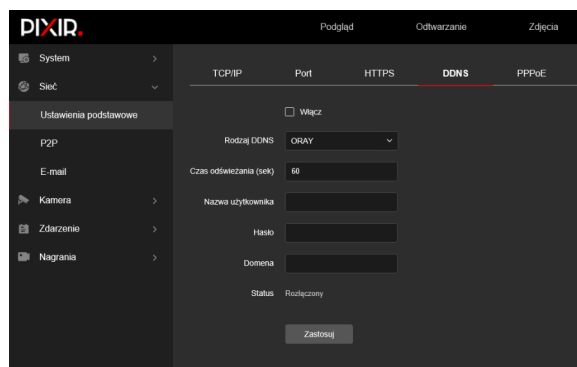 PIXIR.
Podgląd Odtwarzanie Zdjęcia
System
Sieć
Ustawienia podstawowe
P2P
E-mail
Kamera
Zdarzenie
Nagrania
TCP/IP Port HTTPS DDNS PPPoE
Włącz
Rodzaj DDNS ORAY
Czas odświeżania (sek) 60
Nazwa użytkownika
Hasło
Domena
Status Rozłączony
Zastosuj